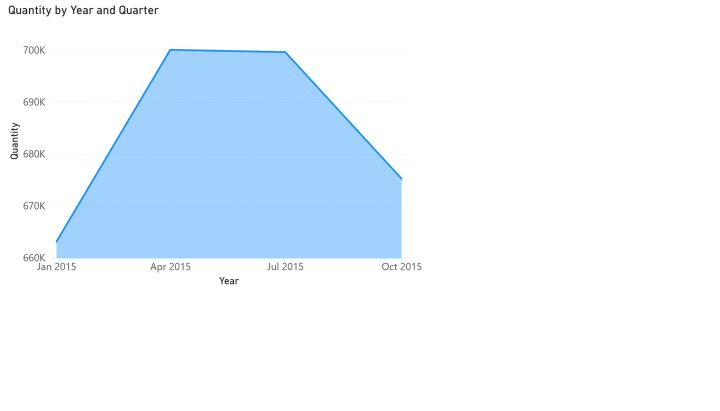 Quantity by Year and Quarter
700K
690K
Quantity
680K
670K
660K
Jan 2015 Apr 2015 Jul 2015 Oct 2015
Year